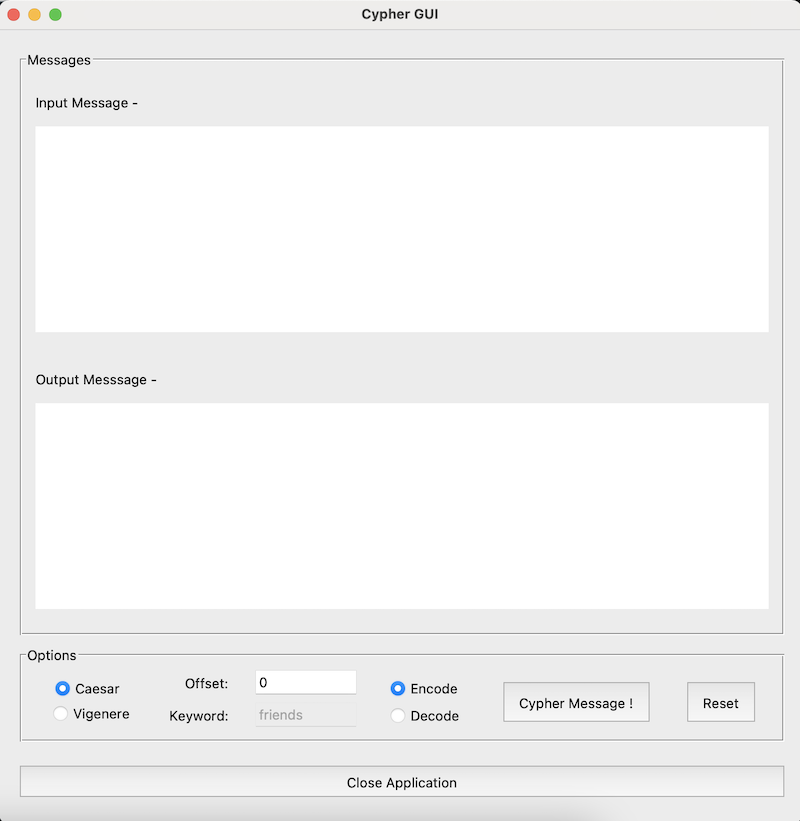 Cypher GUI
Messages
Input Message -
Output Messsage -
Options
Caesar
Offset: 0
Encode
Cypher Message !
Reset
Vigenere
Keyword: friends
Decode
Close Application